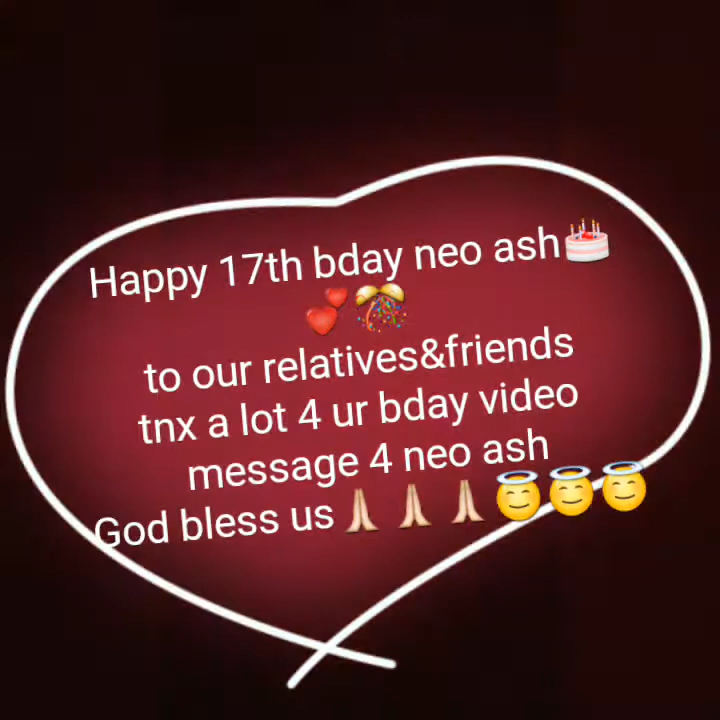 Happy 17th bday neo ash🎂
💕🎊
to our relatives&friends
tnx a lot 4 ur bday video
message 4 neo ash
God bless us🙏🏼🙏🏼🙏🏼😇😇😇